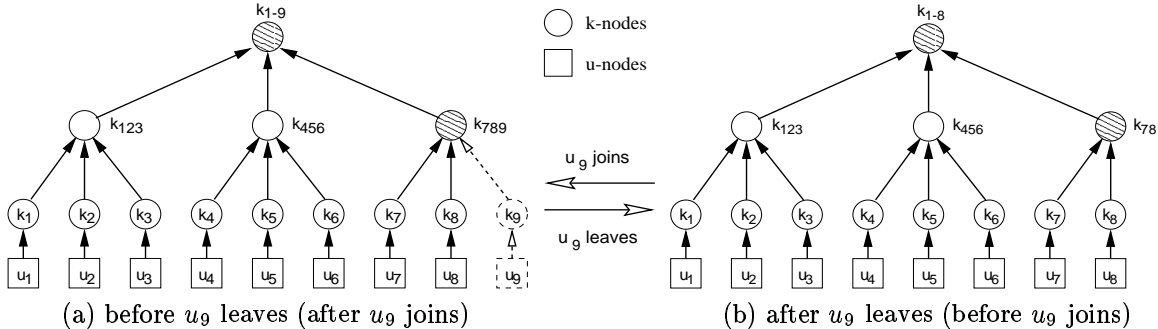 k1-9
k-nodes
u-nodes
k1-8
k123
k456
k789
k123
k456
k78
u 9 joins
u 9 leaves
k1 k2 k3 k4 k5 k6 k7 k8 k9
k1 k2 k3 k4 k5 k6 k7 k8
u1 u2 u3 u4 u5 u6 u7 u8 u9
u1 u2 u3 u4 u5 u6 u7 u8
(a) before u9 leaves (after u9 joins)
(b) after u9 leaves (before u9 joins)